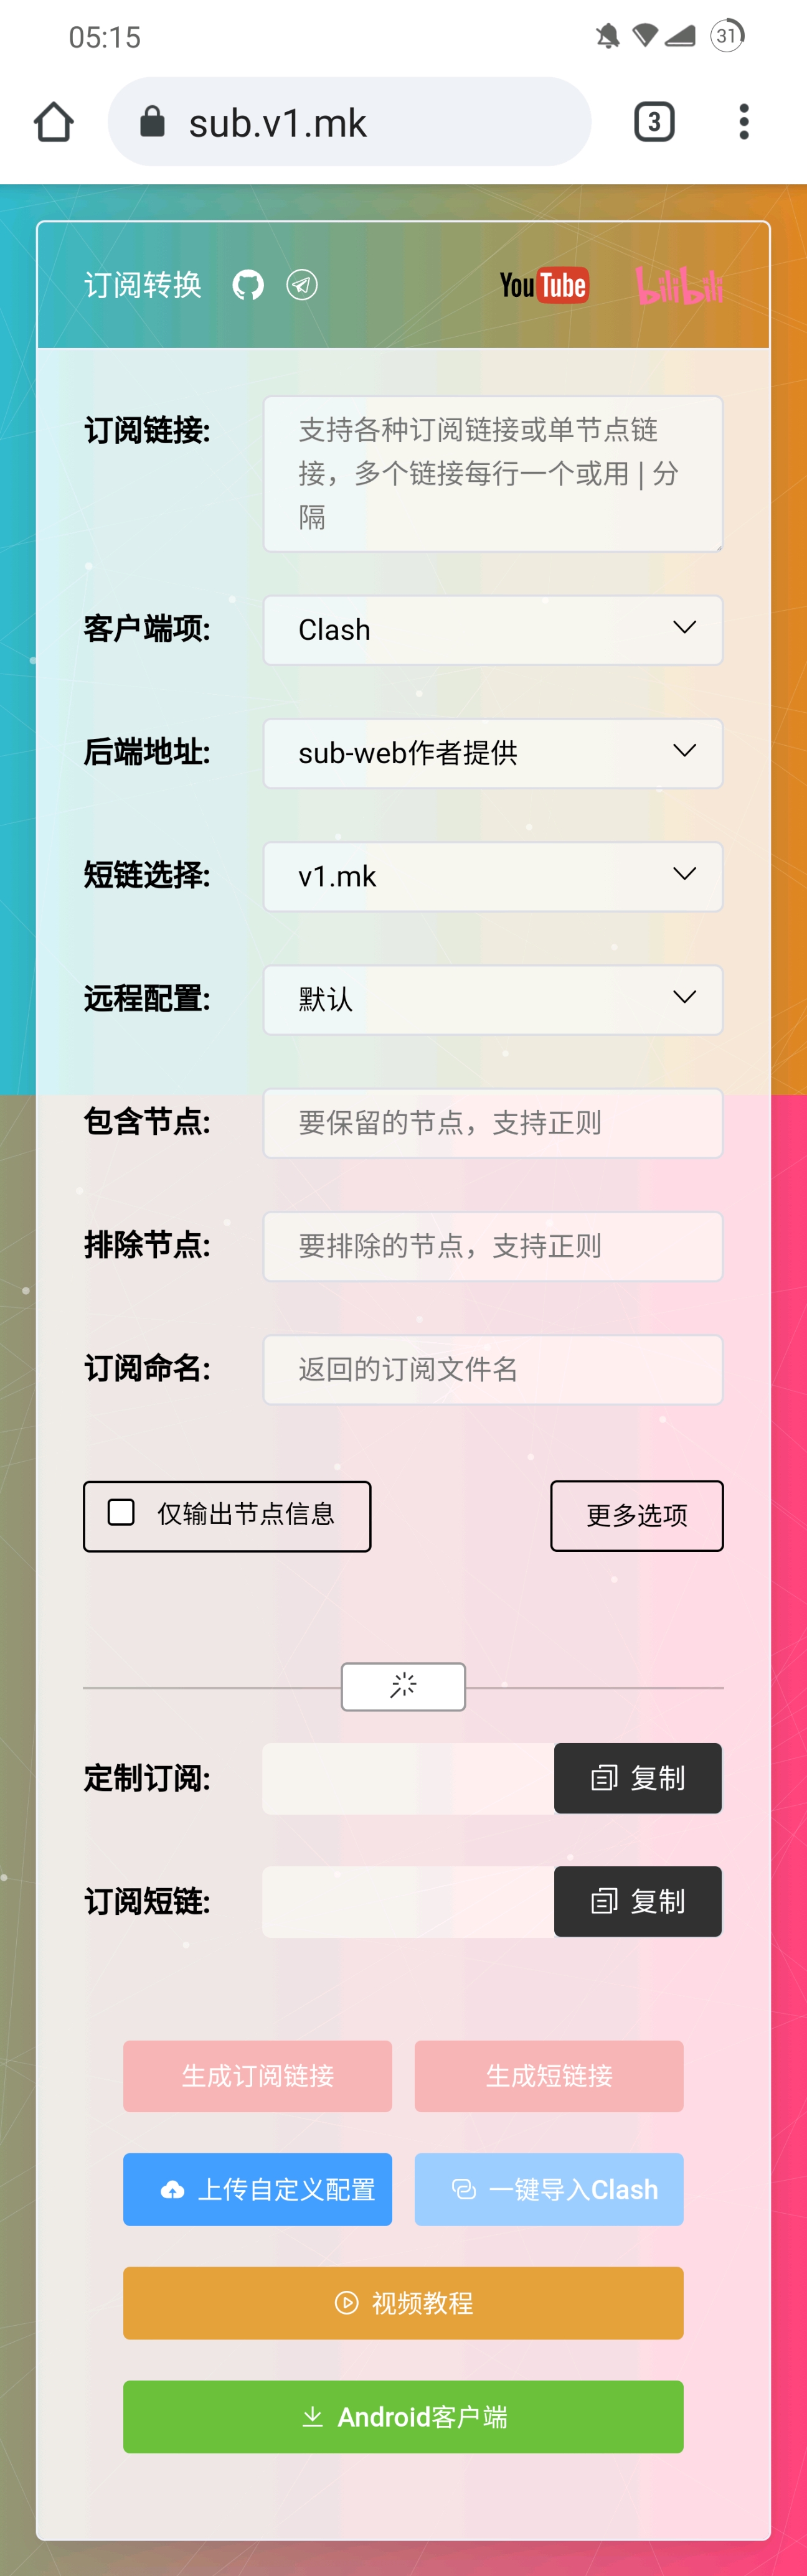 05:15
31
sub.v1.mk
3
订阅转换
YouTube
bilibili
订阅链接:
支持各种订阅链接或单节点链
接，多个链接每行一个或用 | 分
隔
客户端项:
Clash
后端地址:
sub-web作者提供
短链选择:
v1.mk
远程配置:
默认
包含节点:
要保留的节点，支持正则
排除节点:
要排除的节点，支持正则
订阅命名:
返回的订阅文件名
仅输出节点信息
更多选项
定制订阅:
复制
订阅短链:
复制
生成订阅链接
生成短链接
上传自定义配置
一键导入Clash
视频教程
Android客户端